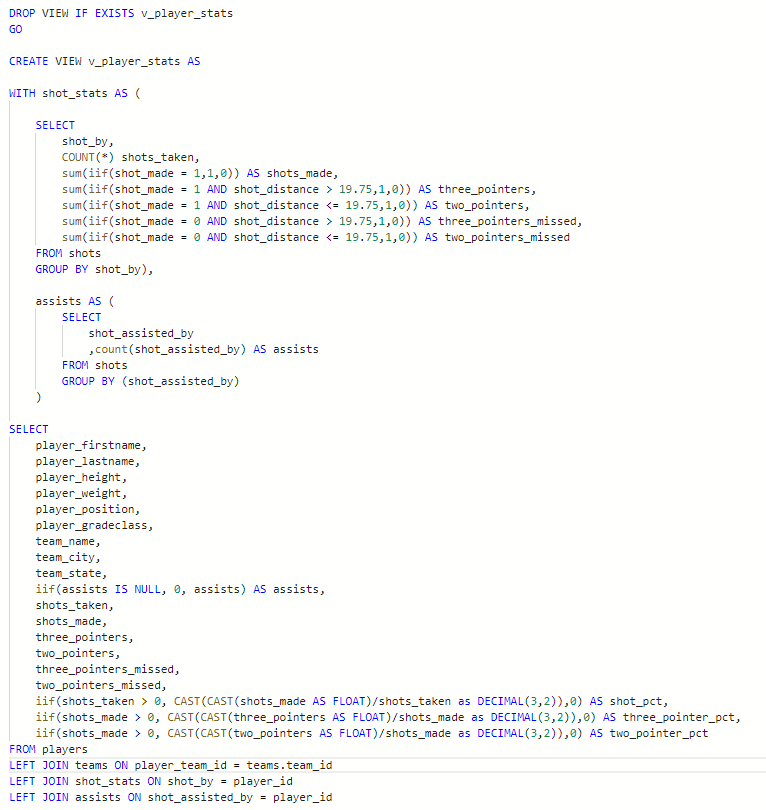 DROP VIEW IF EXISTS v_player_stats
GO
CREATE VIEW v_player_stats AS
WITH shot_stats AS (
SELECT
shot_by,
COUNT(*) shots_taken,
sum(iif(shot_made = 1,1,0)) AS shots_made,
sum(iif(shot_made = 1 AND shot_distance > 19.75,1,0)) AS three_pointers,
sum(iif(shot_made = 1 AND shot_distance <= 19.75,1,0)) AS two_pointers,
sum(iif(shot_made = 0 AND shot_distance > 19.75,1,0)) AS three_pointers_missed,
sum(iif(shot_made = 0 AND shot_distance <= 19.75,1,0)) AS two_pointers_missed
FROM shots
GROUP BY shot_by),
assists AS (
SELECT
shot_assisted_by
,count(shot_assisted_by) AS assists
FROM shots
GROUP BY (shot_assisted_by)
)
SELECT
player_firstname,
player_lastname,
player_height,
player_weight,
player_position,
player_gradeclass,
team_name,
team_city,
team_state,
iif(assists IS NULL, 0, assists) AS assists,
shots_taken,
shots_made,
three_pointers,
two_pointers,
three_pointers_missed,
two_pointers_missed,
iif(shots_taken > 0, CAST(CAST(shots_made AS FLOAT)/shots_taken as DECIMAL(3,2)),0) AS shot_pct,
iif(shots_made > 0, CAST(CAST(three_pointers AS FLOAT)/shots_made as DECIMAL(3,2)),0) AS three_pointer_pct,
iif(shots_made > 0, CAST(CAST(two_pointers AS FLOAT)/shots_made as DECIMAL(3,2)),0) AS two_pointer_pct
FROM players
LEFT JOIN teams ON player_team_id = teams.team_id
LEFT JOIN shot_stats ON shot_by = player_id
LEFT JOIN assists ON shot_assisted_by = player_id